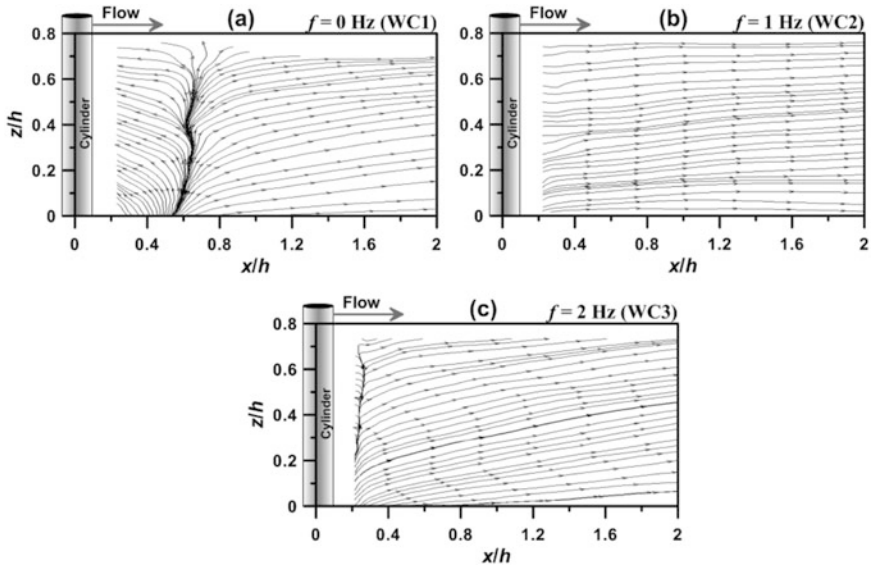 Flow
(a)
f = 0 Hz (WC1)
0.8
0.6
0.4
0.2
0
z/h
Cylinder
0
0.4
0.8
1.2
1.6
2
x/h
Flow
(b)
f = 1 Hz (WC2)
0.8
0.6
0.4
0.2
0
z/h
Cylinder
0
0.4
0.8
1.2
1.6
2
x/h
Flow
(c)
f = 2 Hz (WC3)
0.8
0.6
0.4
0.2
0
z/h
Cylinder
0
0.4
0.8
1.2
1.6
2
x/h